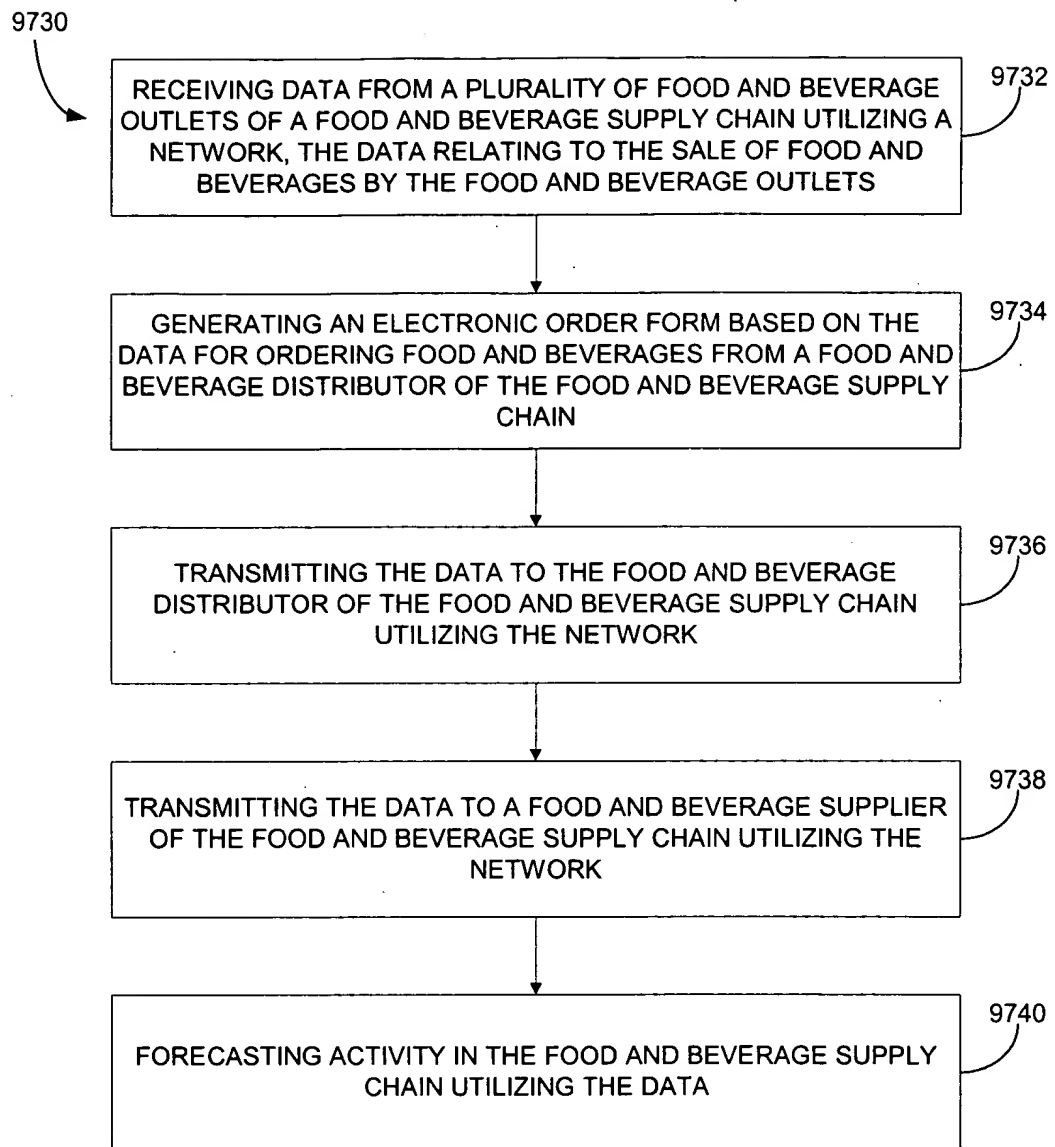 9730
9732
RECEIVING DATA FROM A PLURALITY OF FOOD AND BEVERAGE
OUTLETS OF A FOOD AND BEVERAGE SUPPLY CHAIN UTILIZING A
NETWORK, THE DATA RELATING TO THE SALE OF FOOD AND
BEVERAGES BY THE FOOD AND BEVERAGE OUTLETS
9734
GENERATING AN ELECTRONIC ORDER FORM BASED ON THE
DATA FOR ORDERING FOOD AND BEVERAGES FROM A FOOD AND
BEVERAGE DISTRIBUTOR OF THE FOOD AND BEVERAGE SUPPLY
CHAIN
9736
TRANSMITTING THE DATA TO THE FOOD AND BEVERAGE
DISTRIBUTOR OF THE FOOD AND BEVERAGE SUPPLY CHAIN
UTILIZING THE NETWORK
9738
TRANSMITTING THE DATA TO A FOOD AND BEVERAGE SUPPLIER
OF THE FOOD AND BEVERAGE SUPPLY CHAIN UTILIZING THE
NETWORK
9740
FORECASTING ACTIVITY IN THE FOOD AND BEVERAGE SUPPLY
CHAIN UTILIZING THE DATA